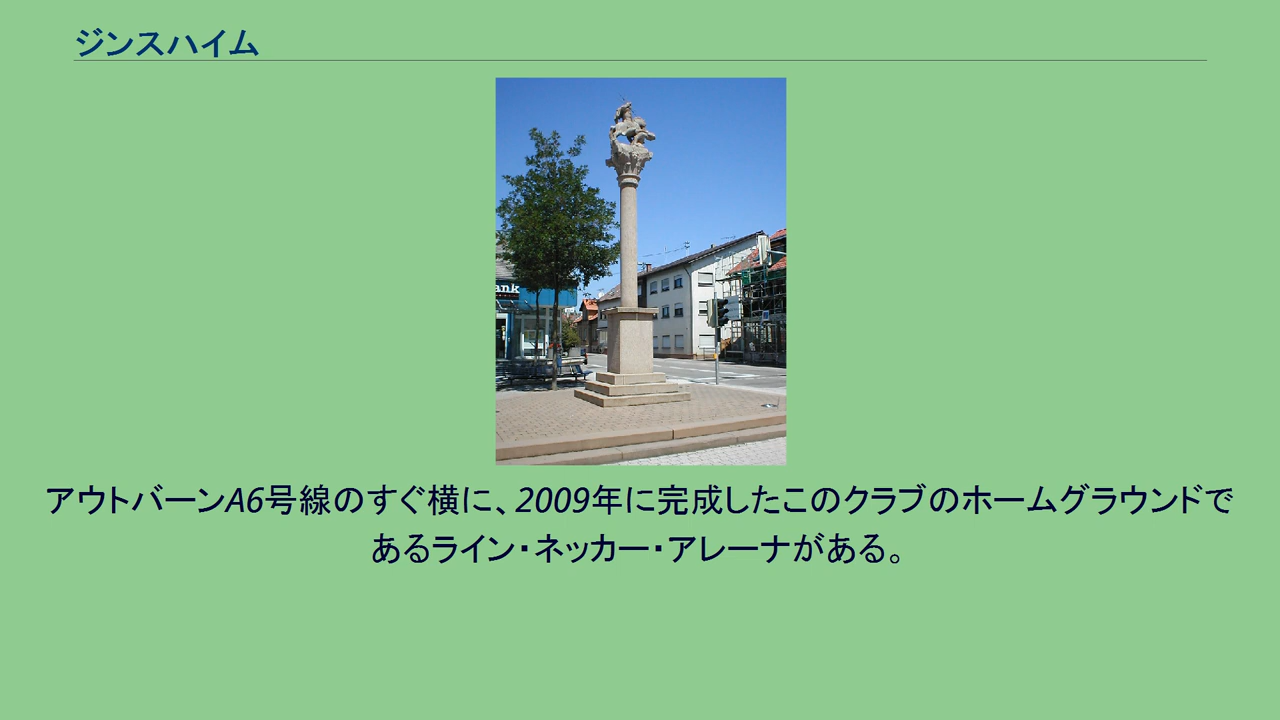 ジンスハイム
ank
アウトバーンA6号線のすぐ横に、2009年に完成したこのクラブのホームグラウンドで
あるライン・ネッカー・アレーナがある。